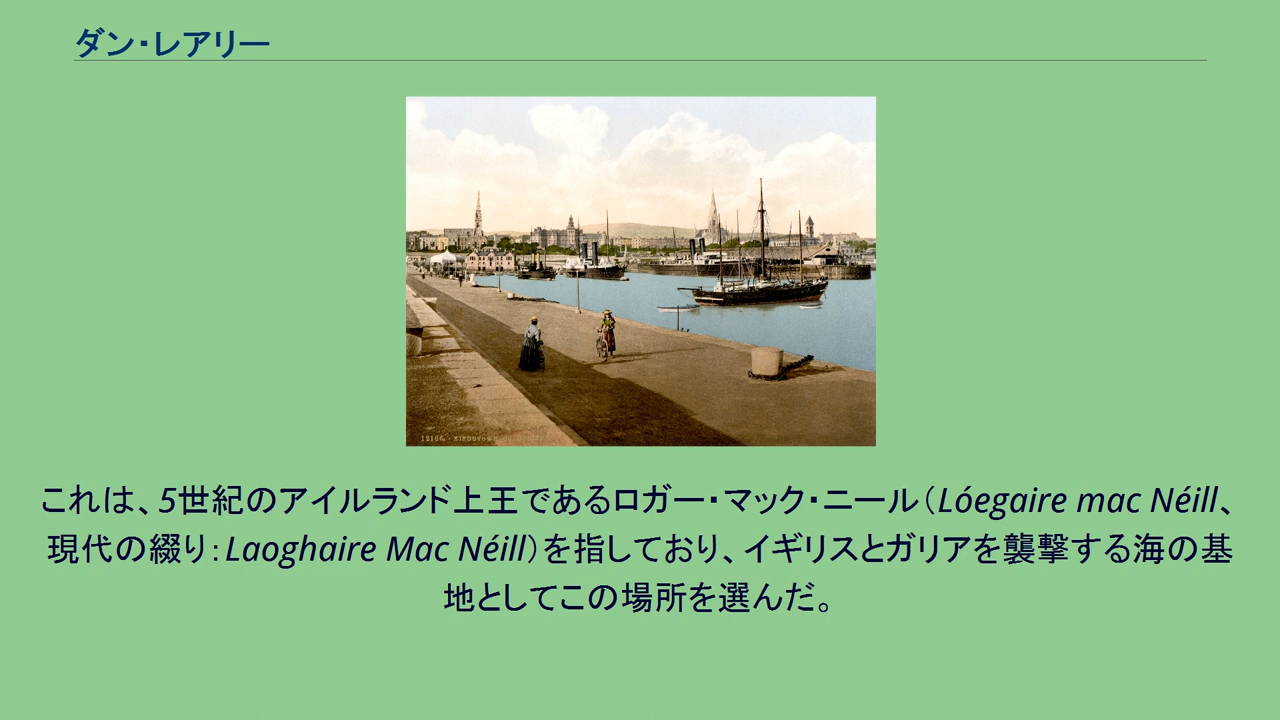 ダン・レアリー
12106. - KINGSTOWN
これは、5世紀のアイルランド上王であるロガー・マック・ニール（Lóegaire mac Néill、
現代の綴り：Laoghaire Mac Néill）を指しており、イギリスとガリアを襲撃する海の基
地としてこの場所を選んだ。